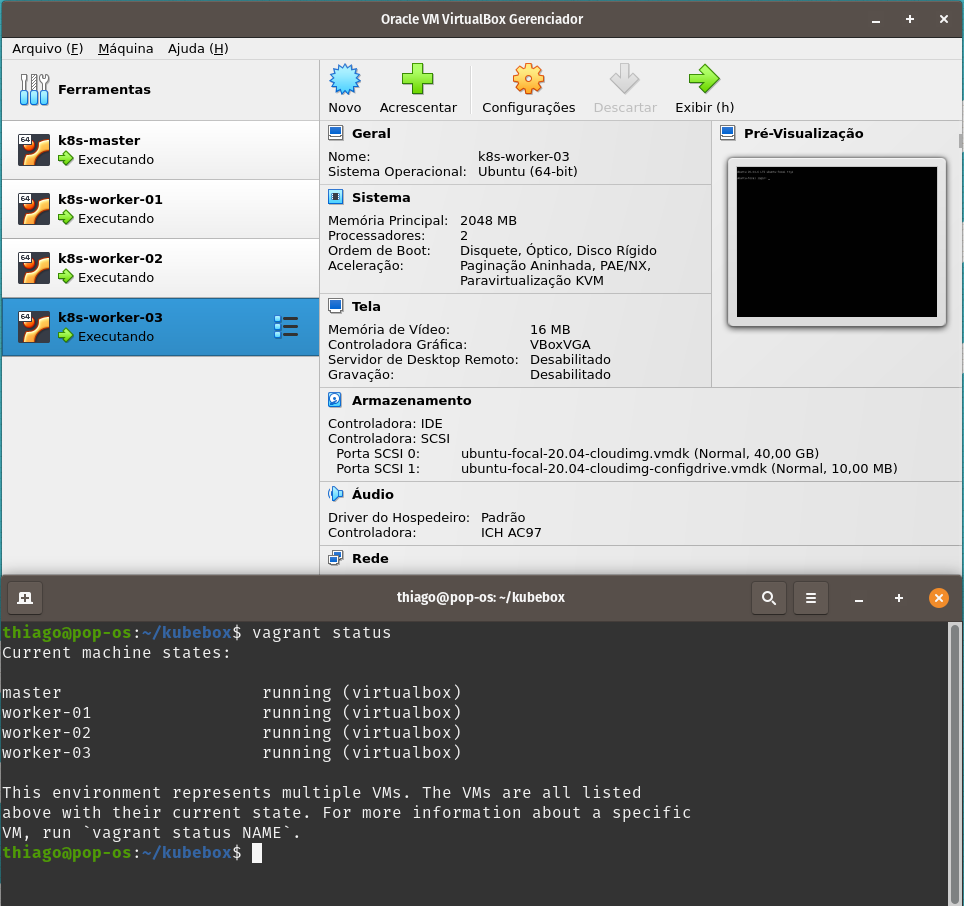 Oracle VM VirtualBox Gerenciador
Arquivo (F) Máquina Ajuda (H)
Ferramentas
Novo Acrescentar Configurações Descartar Exibir (h)
64 k8s-master
Executando
64 k8s-worker-01
Executando
64 k8s-worker-02
Executando
64 k8s-worker-03
Executando
Geral
Nome: k8s-worker-03
Sistema Operacional: Ubuntu (64-bit)
Sistema
Memória Principal: 2048 MB
Processadores: 2
Ordem de Boot: Disquete, Óptico, Disco Rígido
Aceleração: Paginação Aninhada, PAE/NX,
Paravirtualização KVM
Tela
Memória de Vídeo: 16 MB
Controladora Gráfica: VBoxVGA
Servidor de Desktop Remoto: Desabilitado
Gravação: Desabilitado
Pré-Visualização
Armazenamento
Controladora: IDE
Controladora: SCSI
Porta SCSI 0: ubuntu-focal-20.04-cloudimg.vmdk (Normal, 40,00 GB)
Porta SCSI 1: ubuntu-focal-20.04-cloudimg-configdrive.vmdk (Normal, 10,00 MB)
Áudio
Driver do Hospedeiro: Padrão
Controladora: ICH AC97
Rede
thiago@pop-os: ~/kubebox
thiago@pop-os:~/kubebox$ vagrant status
Current machine states:
master running (virtualbox)
worker-01 running (virtualbox)
worker-02 running (virtualbox)
worker-03 running (virtualbox)
This environment represents multiple VMs. The VMs are all listed
above with their current state. For more information about a specific
VM, run `vagrant status NAME`.
thiago@pop-os:~/kubebox$